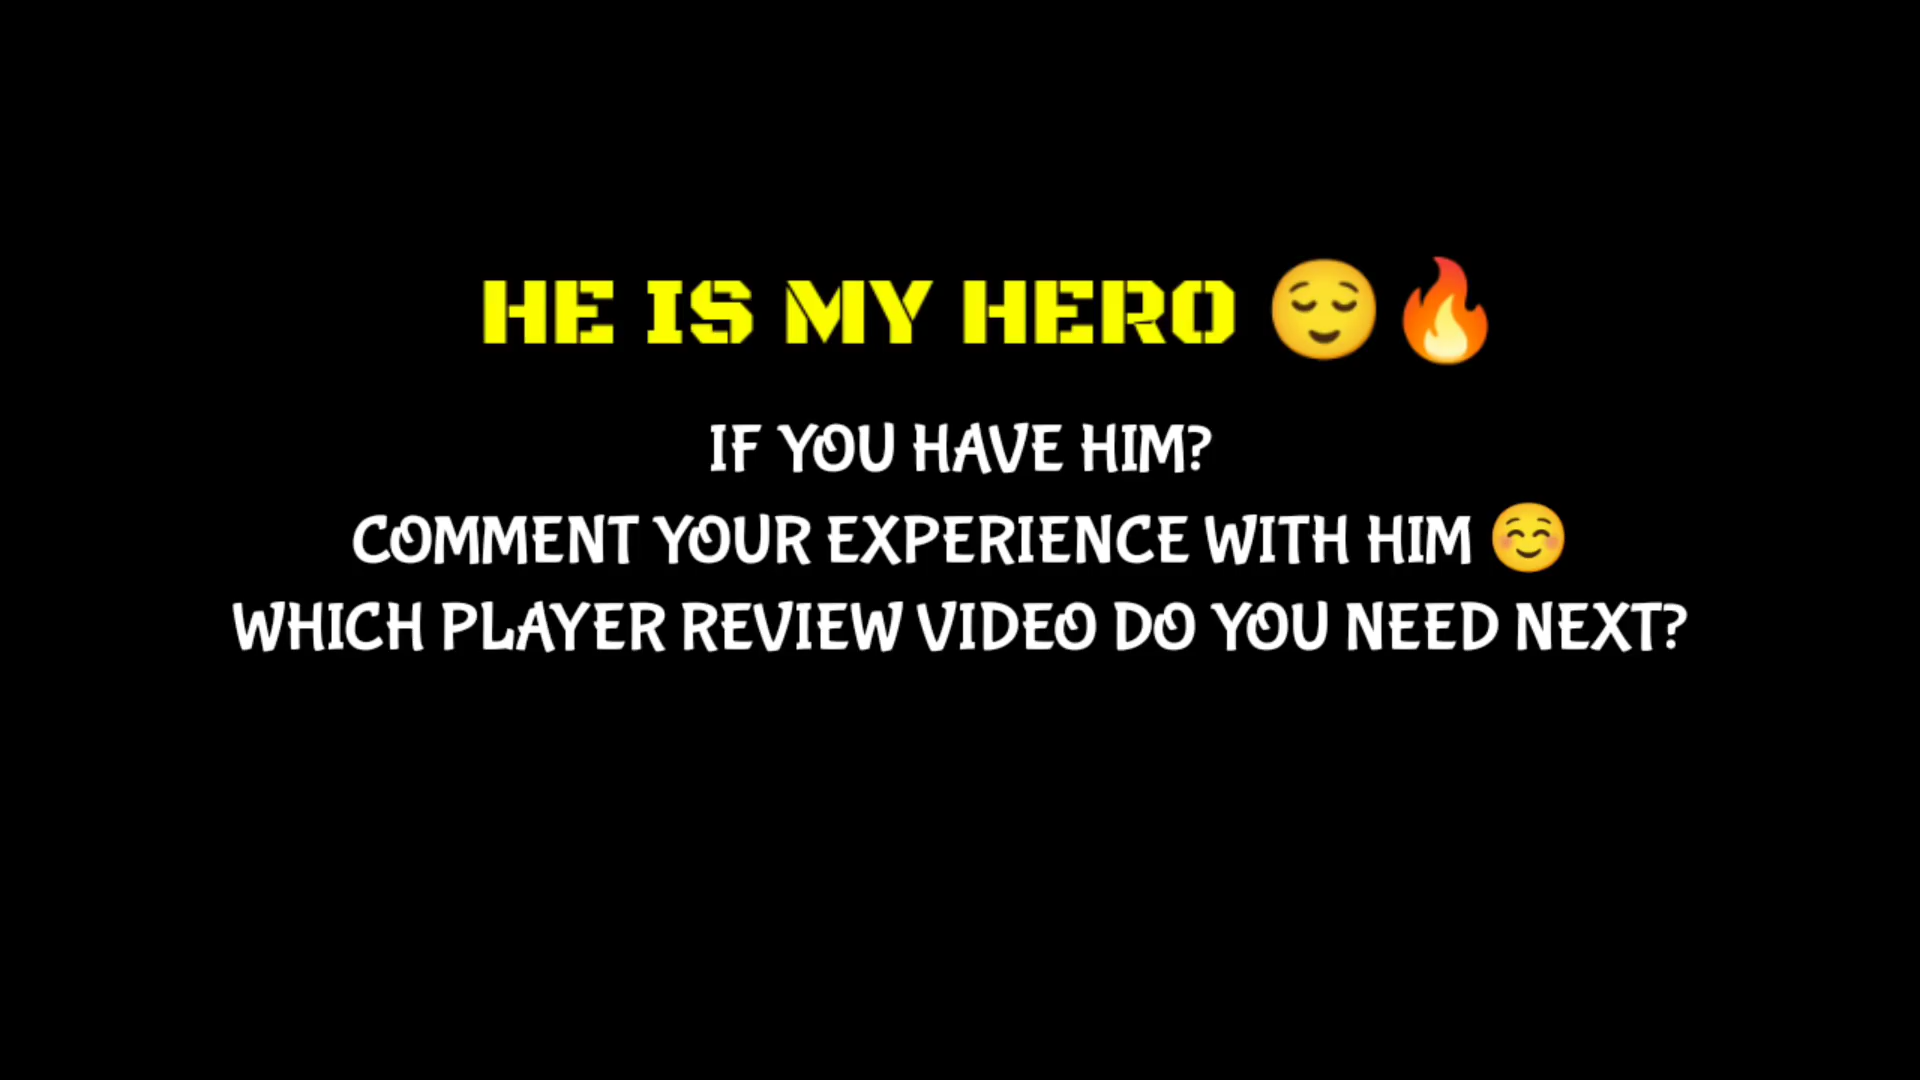 HE IS MY HERO 😌🔥
IF YOU HAVE HIM?
COMMENT YOUR EXPERIENCE WITH HIM ☺️
WHICH PLAYER REVIEW VIDEO DO YOU NEED NEXT?